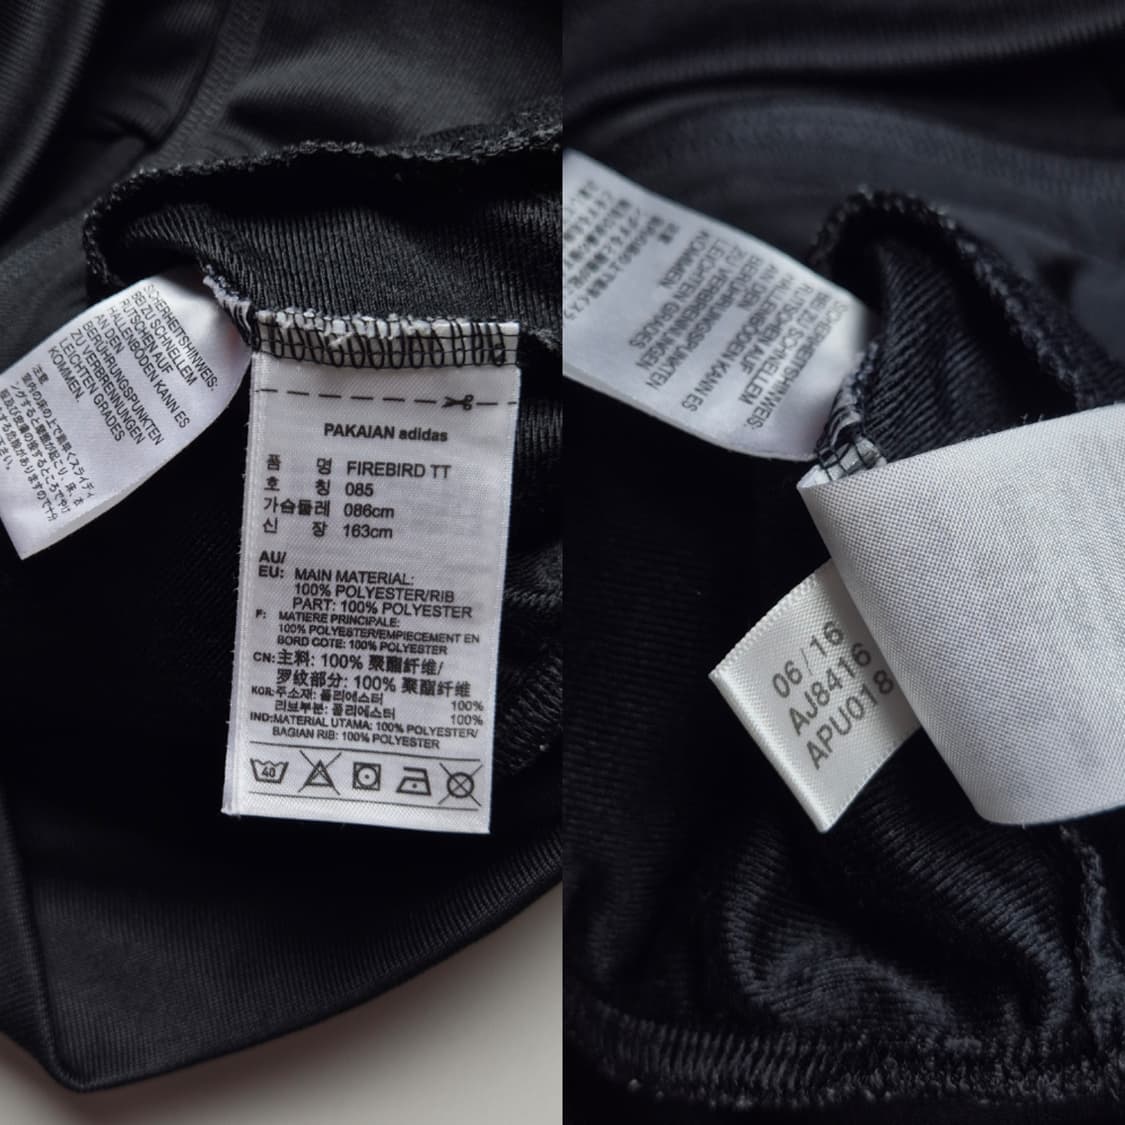 SICHERHEITSHINWEIS:
BEI ZU SCHNELLEM
RUTSCHEN AUF
HALLENBÖDEN KANN ES
AN DEN
BERÜHRUNGSPUNKTEN
ZU VERBRENNUNGEN
LEICHTEN GRADES
KOMMEN.
注意
PAKAIAN adidas
품 명 FIREBIRD TT
호 칭 085
가슴둘레 086cm
신 장 163cm
AU/
EU: MAIN MATERIAL:
100% POLYESTER/RIB
PART: 100% POLYESTER
F: MATIERE PRINCIPALE:
100% POLYESTER/EMPIECEMENT EN
BORD COTE: 100% POLYESTER
CN:主料: 100% 聚酯纤维/
罗纹部分: 100% 聚酯纤维
KOR:주소재: 폴리에스터 100%
리브부분: 폴리에스터 100%
IND:MATERIAL UTAMA: 100% POLYESTER/
BAGIAN RIB: 100% POLYESTER
40
SICHERHEITSHINWEIS
BEI ZU SCHNELLEM
RUTSCHEN AUF
HALLENBÖDEN KANN ES
AN DEN
BERÜHRUNGSPUNKTEN
ZU VERBRENNUNGEN
LEICHTEN GRADES
KOMMEN
06/16
AJ8416
APU018